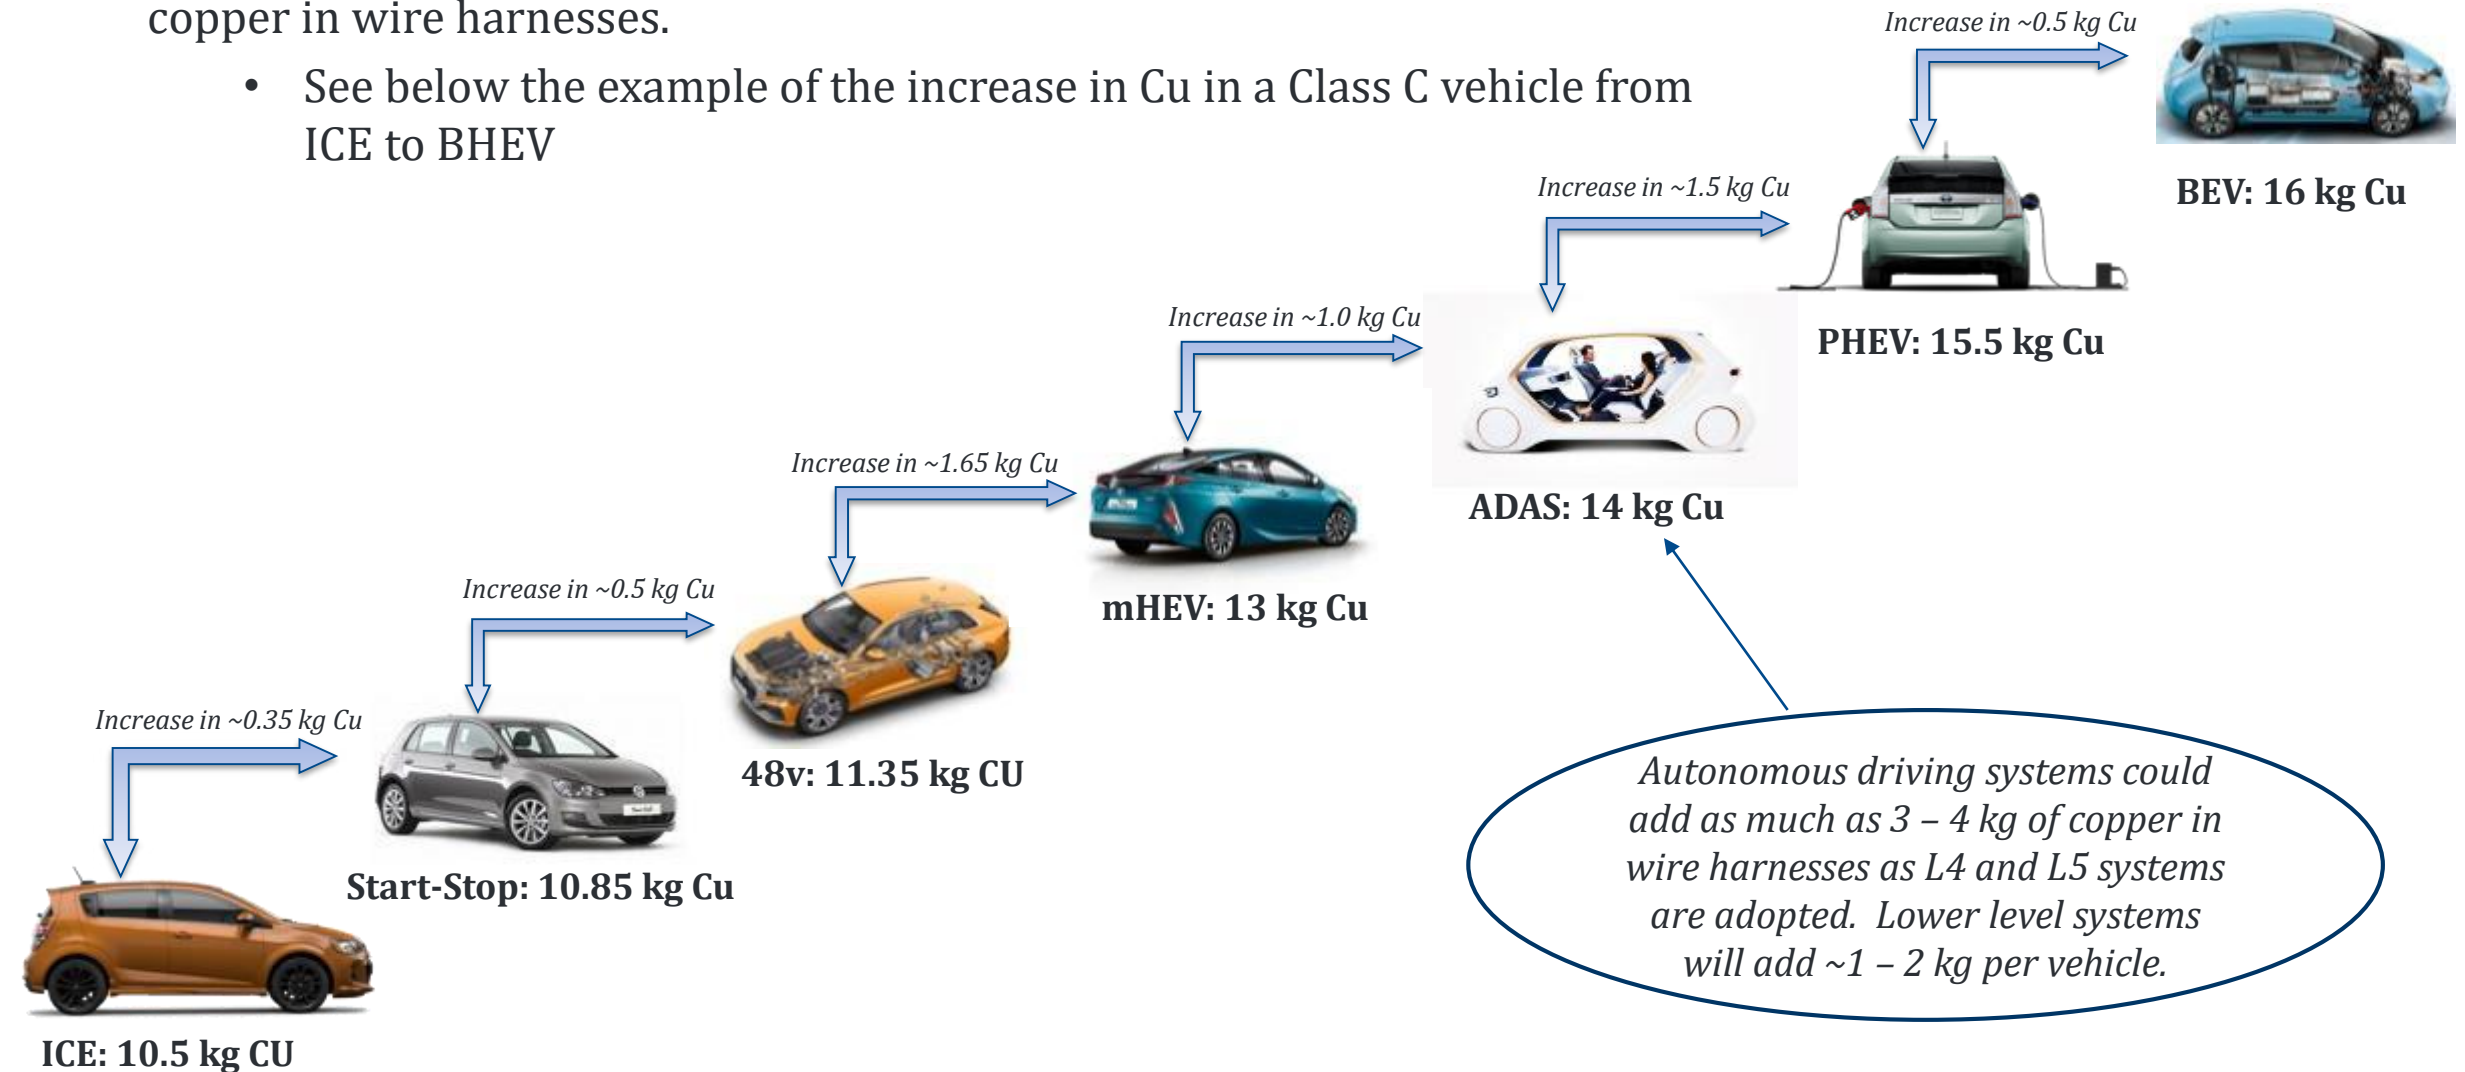 copper in wire harnesses.
• See below the example of the increase in Cu in a Class C vehicle from
ICE to BHEV
Increase in ~0.5 kg Cu
BEV: 16 kg Cu
Increase in ~1.5 kg Cu
PHEV: 15.5 kg Cu
Increase in ~1.0 kg Cu
ADAS: 14 kg Cu
Increase in ~1.65 kg Cu
mHEV: 13 kg Cu
Increase in ~0.5 kg Cu
48v: 11.35 kg CU
Increase in ~0.35 kg Cu
Start-Stop: 10.85 kg Cu
ICE: 10.5 kg CU
Autonomous driving systems could
add as much as 3 – 4 kg of copper in
wire harnesses as L4 and L5 systems
are adopted. Lower level systems
will add ~1 – 2 kg per vehicle.